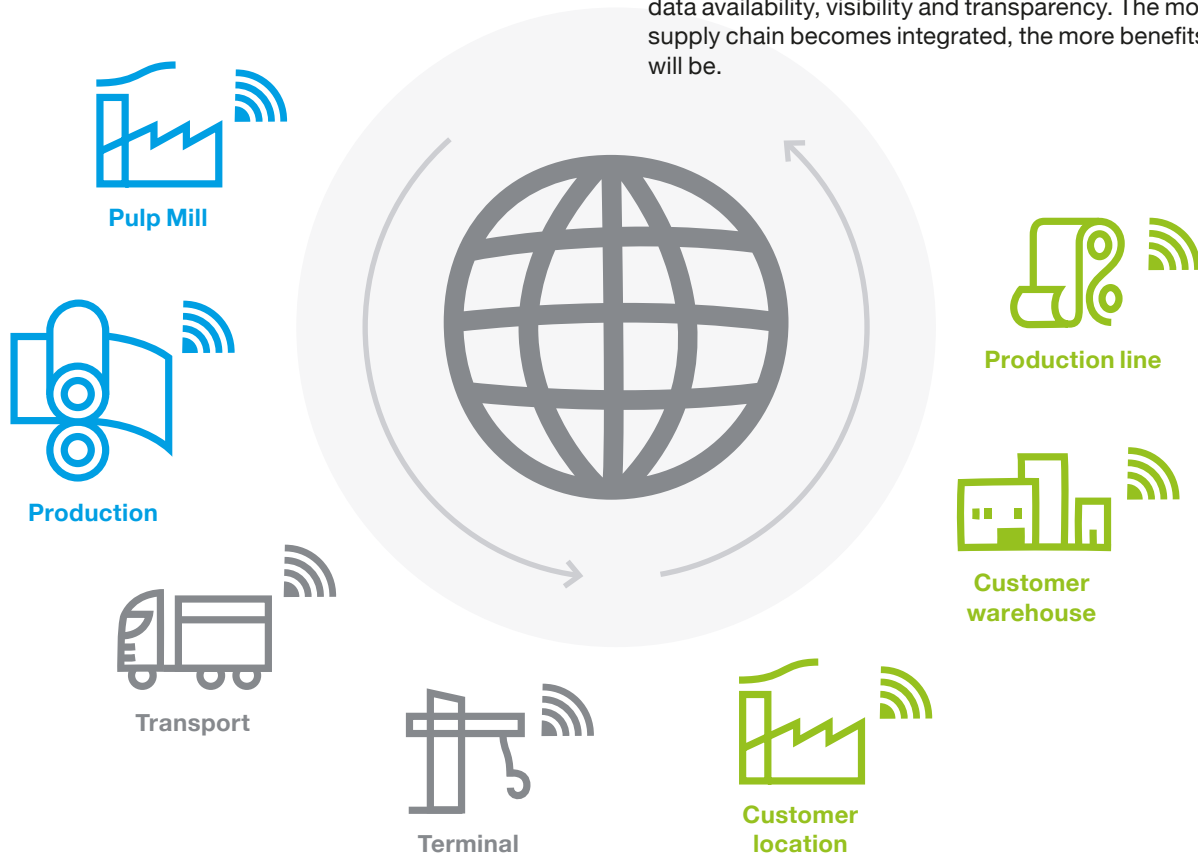 data availability, visibility and transparency. The
supply chain becomes integrated, the more benefits
will be.
Pulp Mill
Production
Transport
Terminal
Customer
location
Customer
warehouse
Production line